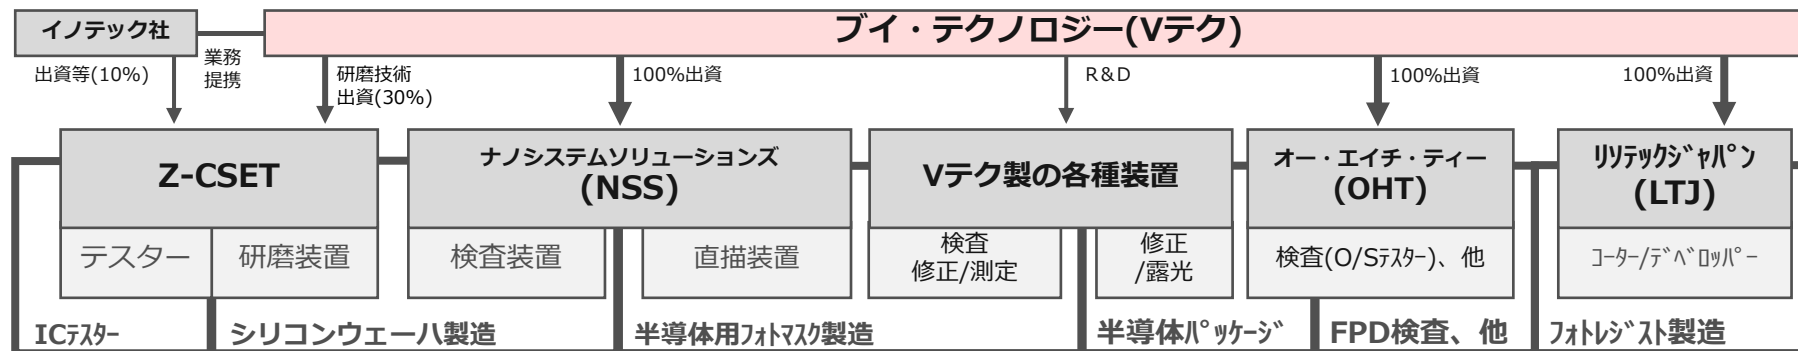 イノテック社
ブイ・テクノロジー(Vテク)
業務
提携
出資等(10%)
研磨技術
出資(30%)
100%出資
R&D
100%出資
100%出資
Z-CSET
ナノシステムソリューションズ
(NSS)
Vテク製の各種装置
オー・エイチ・ティー
(OHT)
ﾘｿﾃｯｸｼﾞｬﾊﾟﾝ
(LTJ)
テスター
研磨装置
検査装置
直描装置
検査
修正/測定
修正
/露光
検査(O/Sﾃｽﾀｰ)、他
ｺｰﾀｰ/ﾃﾞﾍﾞﾛｯﾊﾟｰ
ICﾃｽﾀｰ
シリコンウェーハ製造
半導体用ﾌｫﾄﾏｽｸ製造
半導体ﾊﾟｯｹｰｼﾞ
FPD検査、他
ﾌｫﾄﾚｼﾞｽﾄ製造